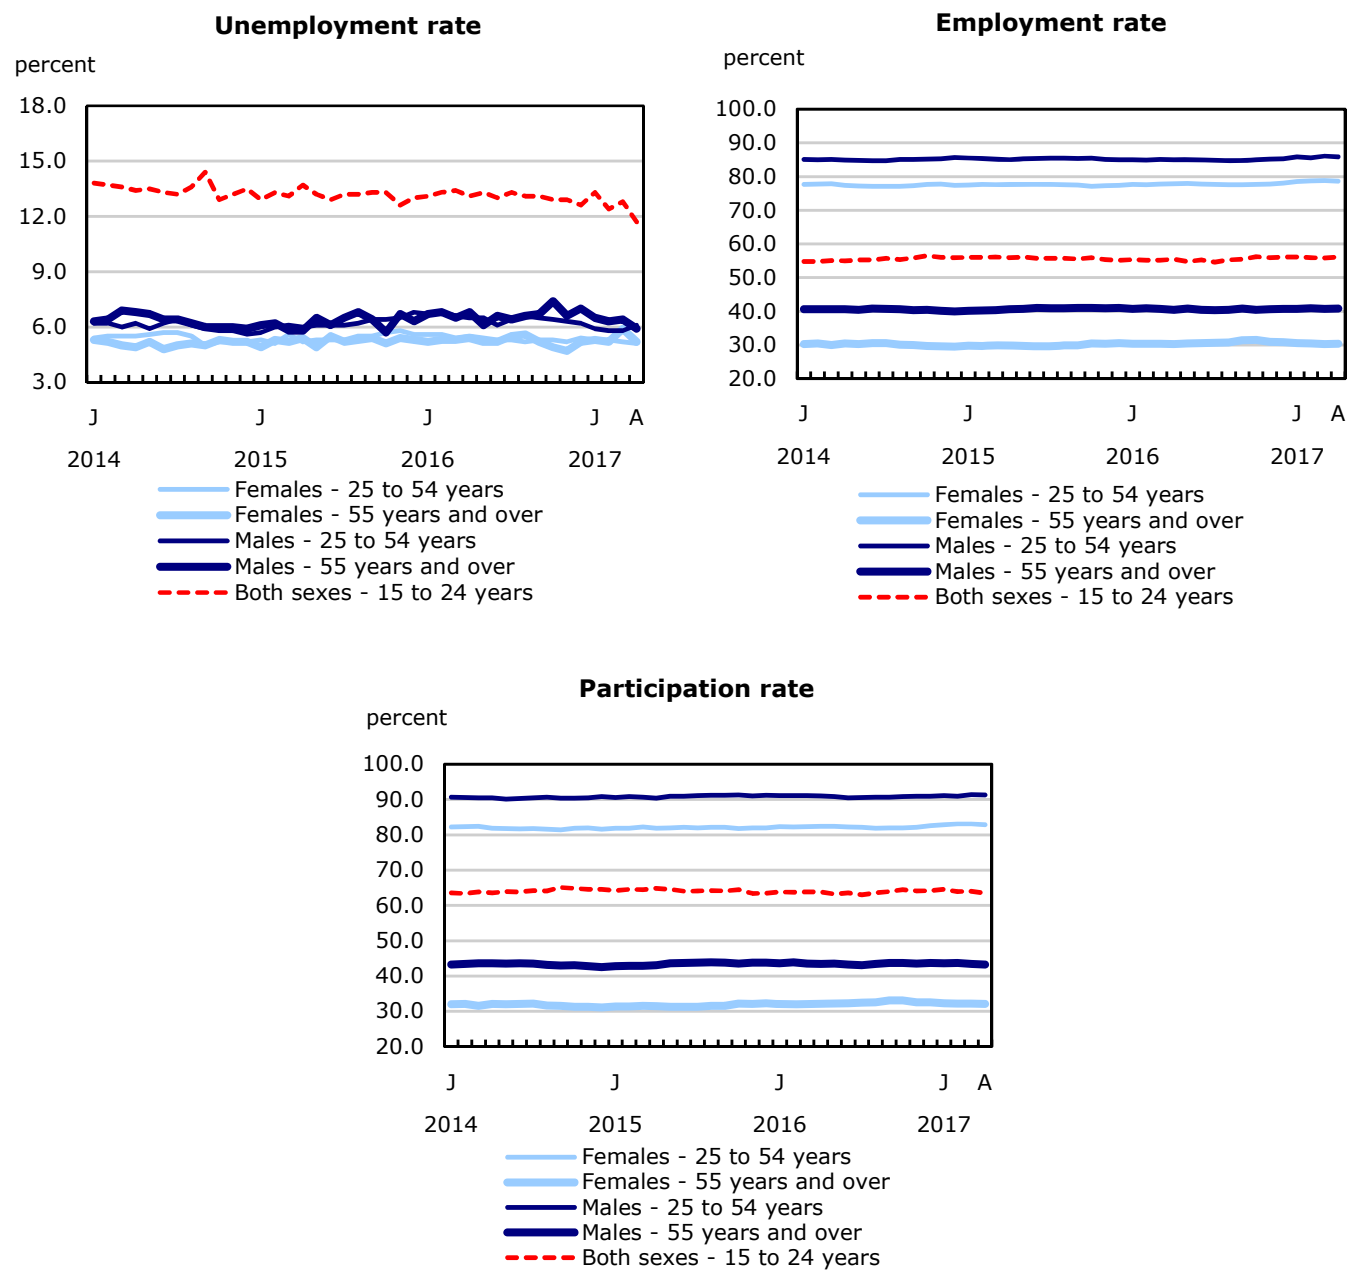 Unemployment rate
percent
18.0
15.0
12.0
9.0
6.0
3.0
J J J J A
2014 2015 2016 2017
Females - 25 to 54 years
Females - 55 years and over
Males - 25 to 54 years
Males - 55 years and over
Both sexes - 15 to 24 years
Employment rate
percent
100.0
90.0
80.0
70.0
60.0
50.0
40.0
30.0
20.0
J J J J A
2014 2015 2016 2017
Females - 25 to 54 years
Females - 55 years and over
Males - 25 to 54 years
Males - 55 years and over
Both sexes - 15 to 24 years
Participation rate
percent
100.0
90.0
80.0
70.0
60.0
50.0
40.0
30.0
20.0
J J J J A
2014 2015 2016 2017
Females - 25 to 54 years
Females - 55 years and over
Males - 25 to 54 years
Males - 55 years and over
Both sexes - 15 to 24 years